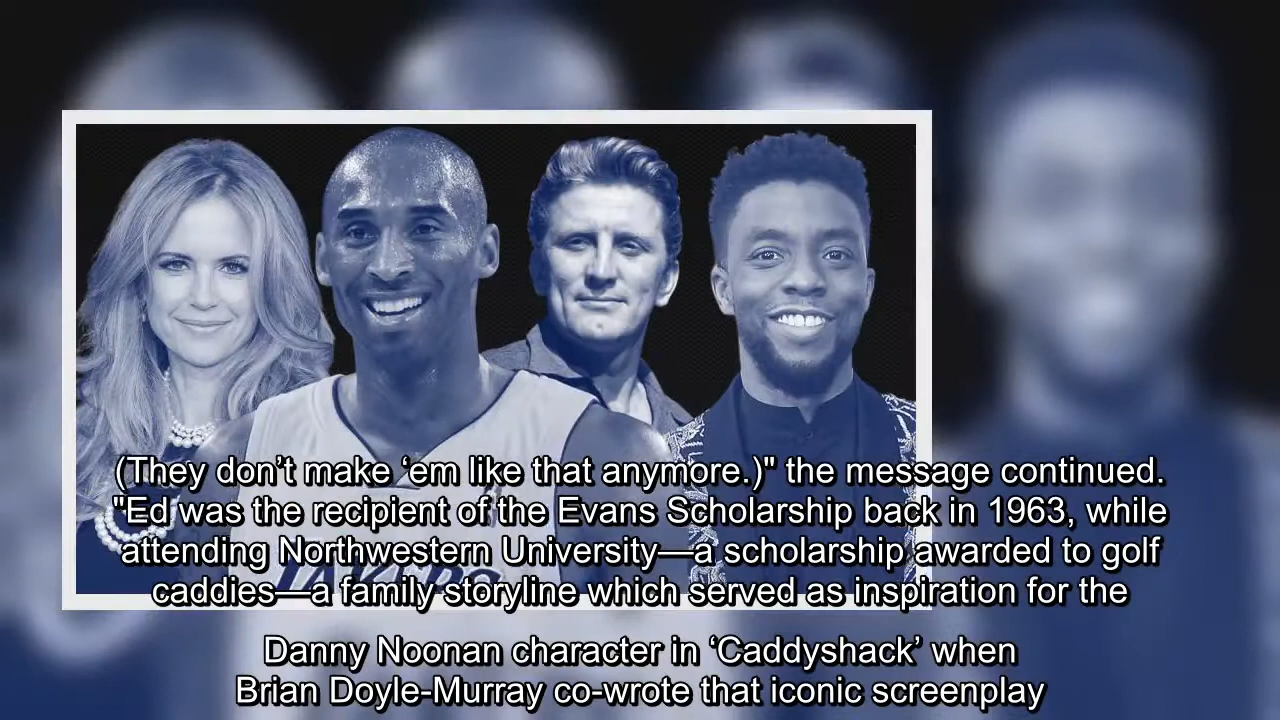 (They don’t make ‘em like that anymore.)" the message continued.
"Ed was the recipient of the Evans Scholarship back in 1963, while
attending Northwestern University—a scholarship awarded to golf
caddies—a family storyline which served as inspiration for the
Danny Noonan character in ‘Caddyshack’ when
Brian Doyle-Murray co-wrote that iconic screenplay
LAKERS